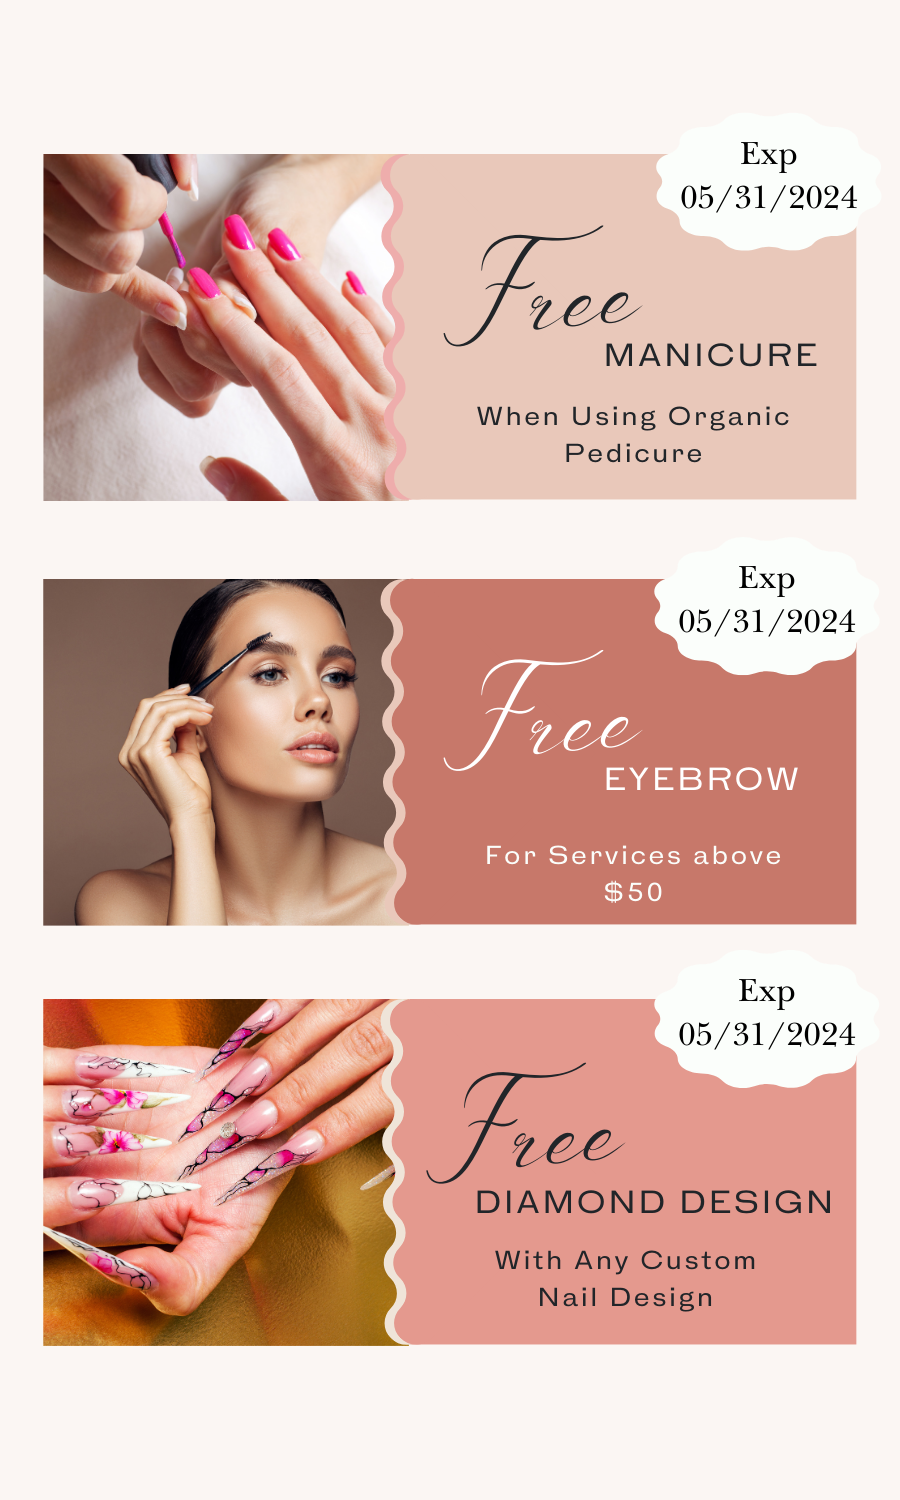 Exp
05/31/2024
Free
MANICURE
When Using Organic
Pedicure
Exp
05/31/2024
Free
EYEBROW
For Services above
$50
Exp
05/31/2024
Free
DIAMOND DESIGN
With Any Custom
Nail Design